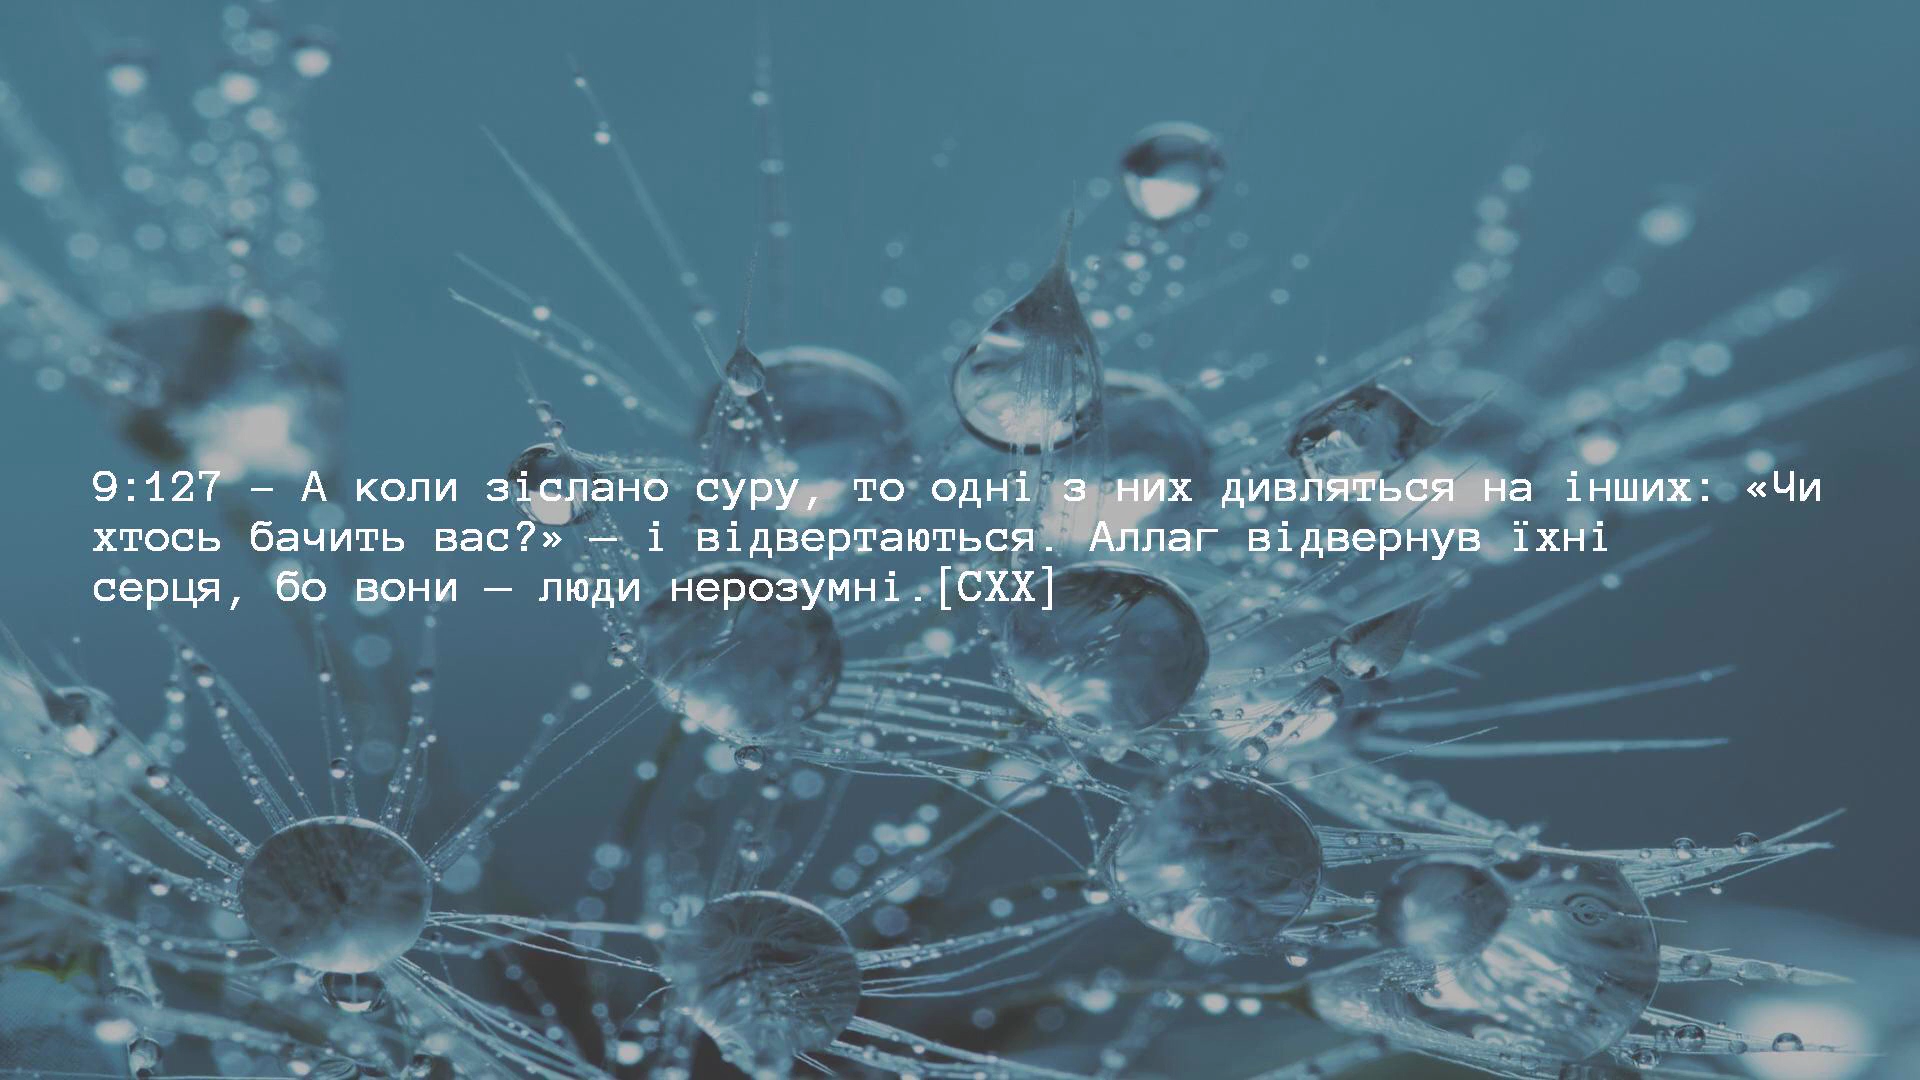 9:127 – А коли зіслано суру, то одні з них дивляться на інших: «Чи
хтось бачить вас?» — і відвертаються. Аллаг відвернув їхні
серця, бо вони — люди нерозумні.[CXX]